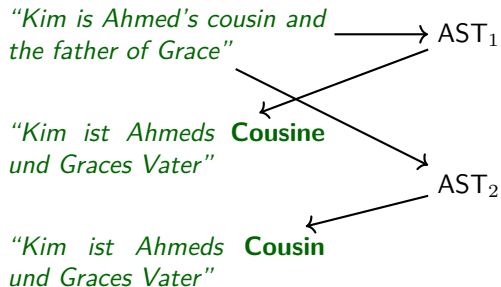 “Kim is Ahmed’s cousin and
the father of Grace”
AST₁
“Kim ist Ahmeds Cousine
und Graces Vater”
AST₂
“Kim ist Ahmeds Cousin
und Graces Vater”